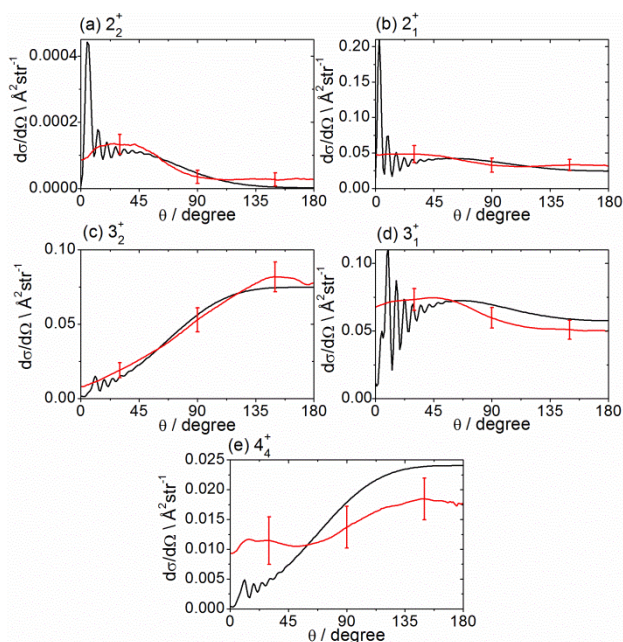 (a) 2₂⁺
(b) 2₁⁺
dσ/dΩ \ Å²str⁻¹
0.0004
0.0002
0.0000
0 45 90 135 180
θ / degree
dσ/dΩ \ Å²str⁻¹
0.20
0.15
0.10
0.05
0.00
0 45 90 135 180
θ / degree
(c) 3₂⁺
(d) 3₁⁺
dσ/dΩ \ Å²str⁻¹
0.10
0.05
0.00
0 45 90 135 180
θ / degree
dσ/dΩ \ Å²str⁻¹
0.10
0.05
0.00
0 45 90 135 180
θ / degree
(e) 4₄⁺
dσ/dΩ \ Å²str⁻¹
0.025
0.020
0.015
0.010
0.005
0.000
0 45 90 135 180
θ / degree